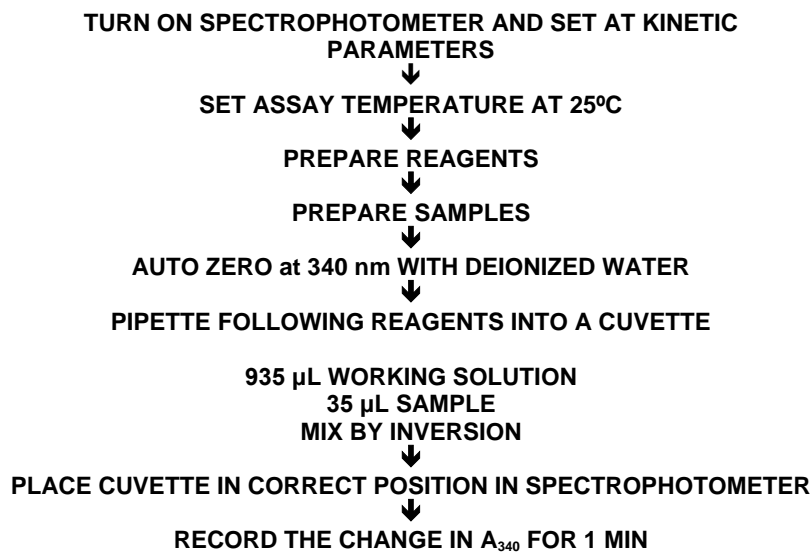 TURN ON SPECTROPHOTOMETER AND SET AT KINETIC
PARAMETERS
SET ASSAY TEMPERATURE AT 25ºC
PREPARE REAGENTS
PREPARE SAMPLES
AUTO ZERO at 340 nm WITH DEIONIZED WATER
PIPETTE FOLLOWING REAGENTS INTO A CUVETTE
935 µL WORKING SOLUTION
35 µL SAMPLE
MIX BY INVERSION
PLACE CUVETTE IN CORRECT POSITION IN SPECTROPHOTOMETER
RECORD THE CHANGE IN A₃₄₀ FOR 1 MIN